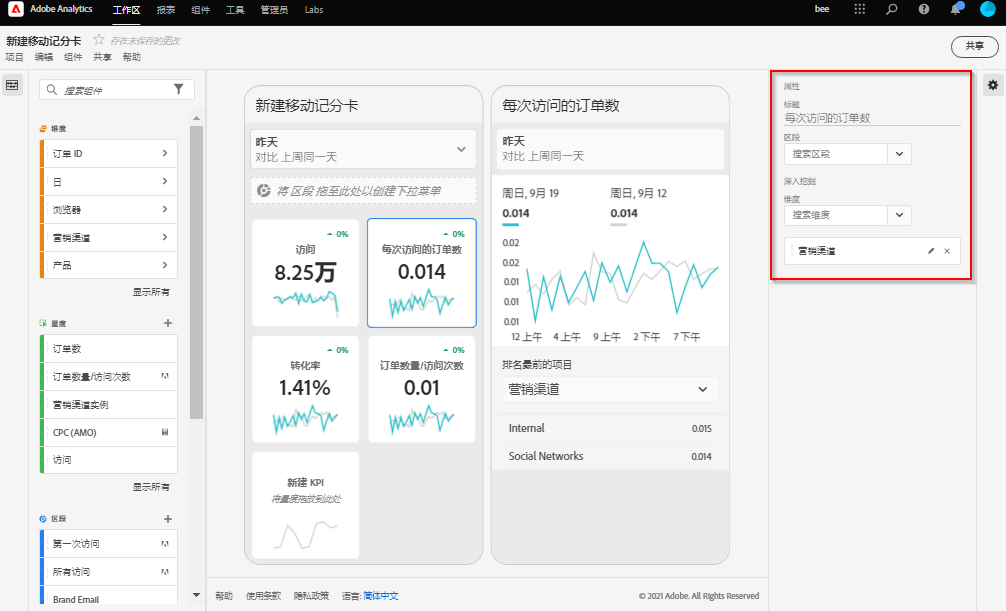 Adobe Analytics 工作区 报表 组件 工具 管理员 Labs bee
新建移动记分卡 存在未保存的更改
项目 编辑 组件 共享 帮助
共享
搜索组件
维度
订单 ID
日
浏览器
营销渠道
产品
显示所有
量度
订单数
订单数量/访问次数
营销渠道实例
CPC (AMO)
访问
显示所有
区段
第一次访问
所有访问
Brand Email
新建移动记分卡
昨天
对比 上周同一天
将 区段 拖至此处以创建下拉菜单
0%
访问
8.25万
0%
每次访问的订单数
0.014
0%
转化率
1.41%
0%
订单数量/访问次数
0.01
新建 KPI
将量度拖放到此处
每次访问的订单数
昨天
对比 上周同一天
周日, 9月 19 周日, 9月 12
0.014 0.014
0.02
0.02
0.01
0.01
0.01
12 上午 4 上午 9 上午 2 下午 7 下午
排名最前的项目
营销渠道
Internal 0.015
Social Networks 0.014
属性
标题
每次访问的订单数
区段
搜索区段
深入挖掘
维度
搜索维度
营销渠道
帮助 使用条款 隐私政策 语言: 简体中文 © 2021 Adobe. All Rights Reserved